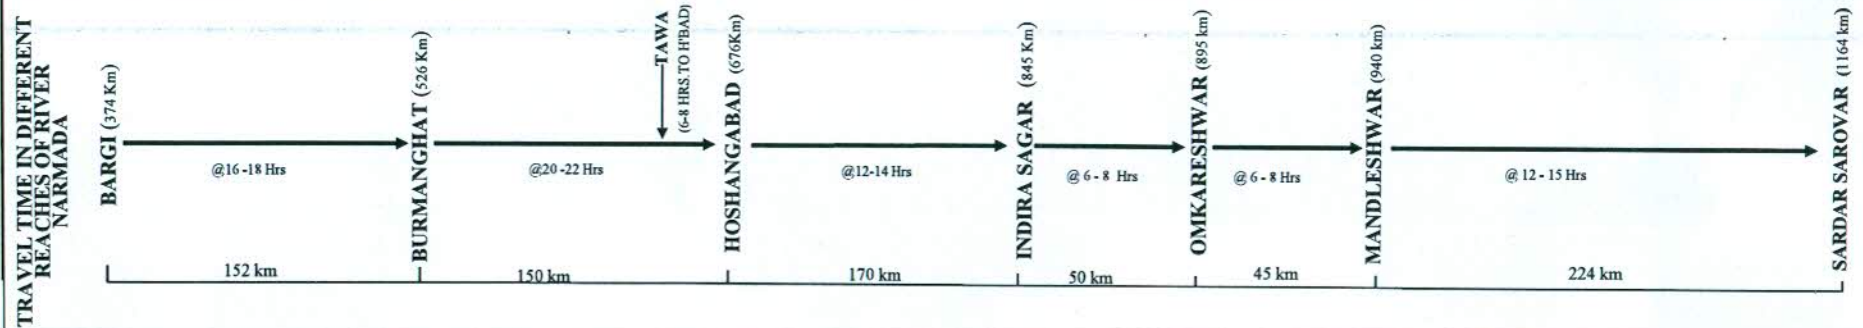 TRAVEL TIME IN DIFFERENT
REACHES OF RIVER
NARMADA
BARGI (374 Km)
@16 -18 Hrs
BURMANGHAT (526 Km)
@20 -22 Hrs
TAWA
(6-8 HRS.TO H'BAD)
HOSHANGABAD (676Km)
@12-14 Hrs
INDIRA SAGAR (845 Km)
@ 6 - 8 Hrs
OMKARESHWAR (895 km)
@ 6 - 8 Hrs
MANDLESHWAR (940 km)
@ 12 - 15 Hrs
SARDAR SAROVAR (1164 km)
152 km
150 km
170 km
50 km
45 km
224 km